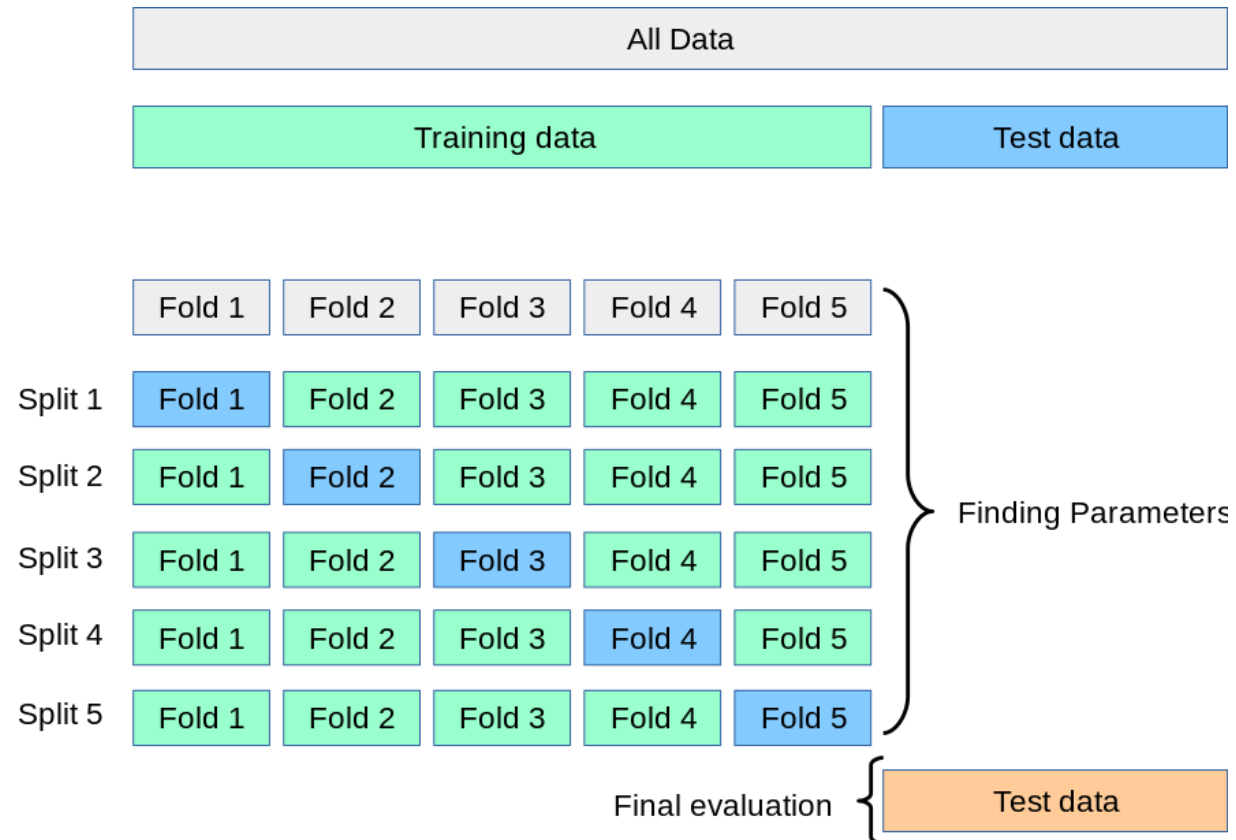 All Data
Training data Test data
Fold 1 Fold 2 Fold 3 Fold 4 Fold 5
Split 1 Fold 1 Fold 2 Fold 3 Fold 4 Fold 5
Split 2 Fold 1 Fold 2 Fold 3 Fold 4 Fold 5
Finding Parameters
Split 3 Fold 1 Fold 2 Fold 3 Fold 4 Fold 5
Split 4 Fold 1 Fold 2 Fold 3 Fold 4 Fold 5
Split 5 Fold 1 Fold 2 Fold 3 Fold 4 Fold 5
Final evaluation Test data